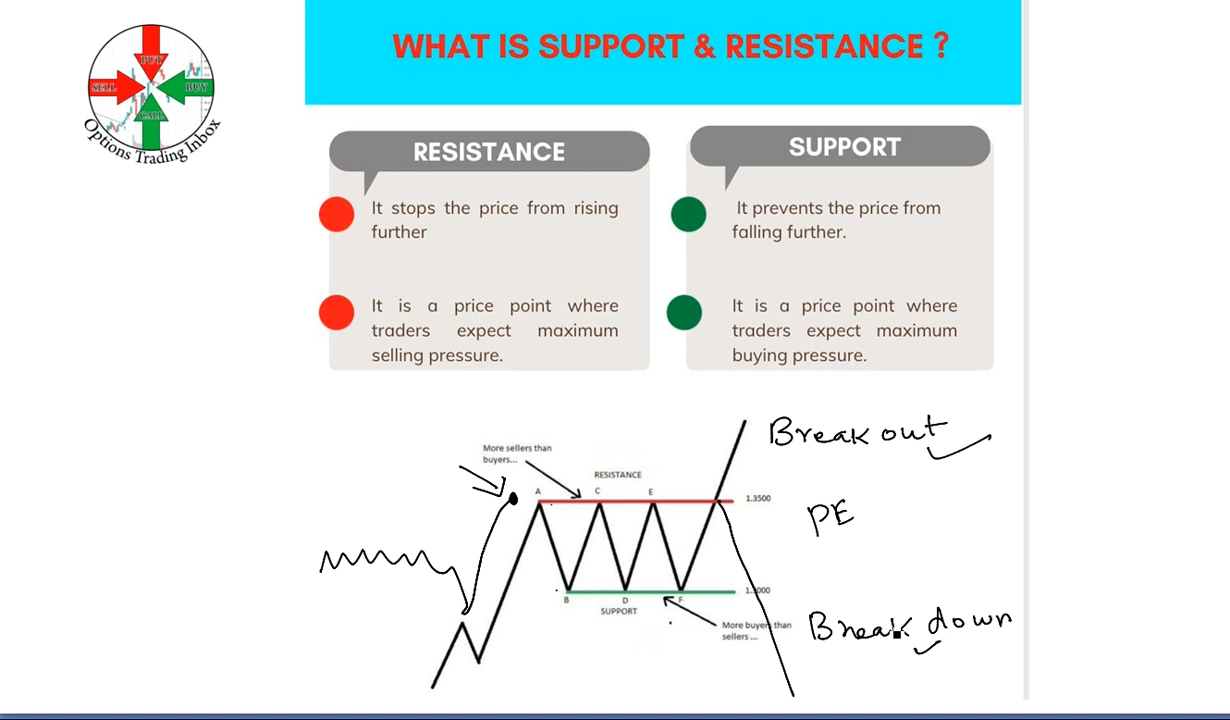 WHAT IS SUPPORT & RESISTANCE ?
PUT
SELL
BUY
CALL
Options Trading Inbox
RESISTANCE
It stops the price from rising
further
It is a price point where
traders expect maximum
selling pressure.
SUPPORT
It prevents the price from
falling further.
It is a price point where
traders expect maximum
buying pressure.
More sellers than
buyers...
RESISTANCE
A
C
E
1.3500
B
D
F
SUPPORT
More buyers than
sellers ...
Break out
PE
Break down